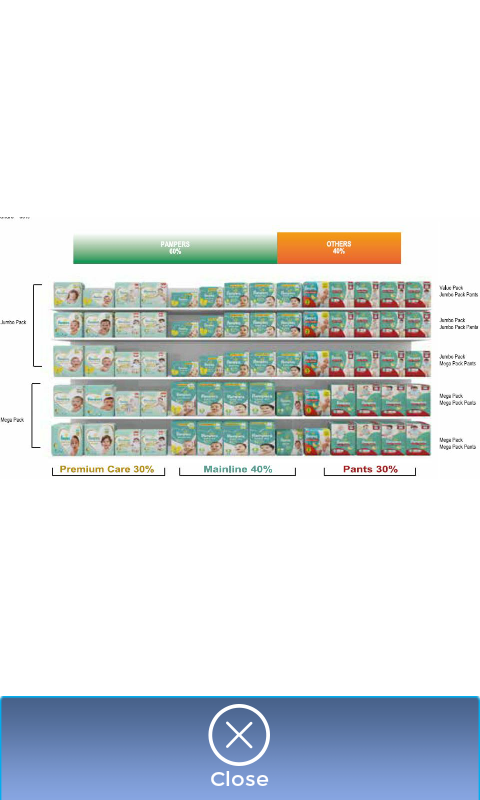 PAMPERS
60%
OTHERS
40%
Value Pack
Jumbo Pack Pants
Jumbo Pack
Jumbo Pack
Jumbo Pack Pants
Jumbo Pack
Mega Pack Pants
Mega Pack
Mega Pack Pants
Mega Pack
Mega Pack
Mega Pack Pants
Premium Care 30%
Mainline 40%
Pants 30%
Close